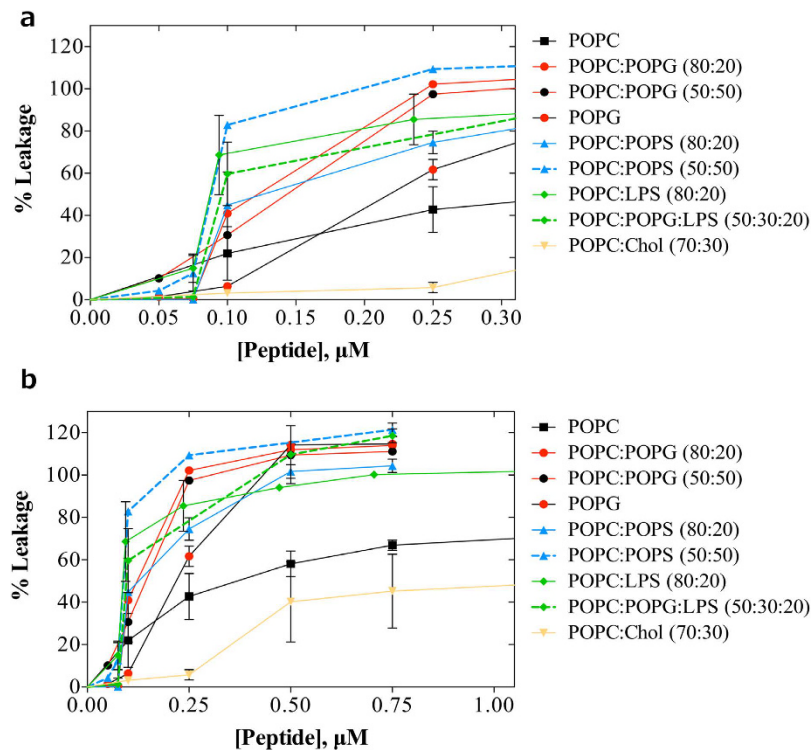 a
120
100
80
60
40
20
0
% Leakage
0.00 0.05 0.10 0.15 0.20 0.25 0.30
[Peptide], µM
POPC
POPC:POPG (80:20)
POPC:POPG (50:50)
POPG
POPC:POPS (80:20)
POPC:POPS (50:50)
POPC:LPS (80:20)
POPC:POPG:LPS (50:30:20)
POPC:Chol (70:30)
b
120
100
80
60
40
20
0
% Leakage
0.00 0.25 0.50 0.75 1.00
[Peptide], µM
POPC
POPC:POPG (80:20)
POPC:POPG (50:50)
POPG
POPC:POPS (80:20)
POPC:POPS (50:50)
POPC:LPS (80:20)
POPC:POPG:LPS (50:30:20)
POPC:Chol (70:30)